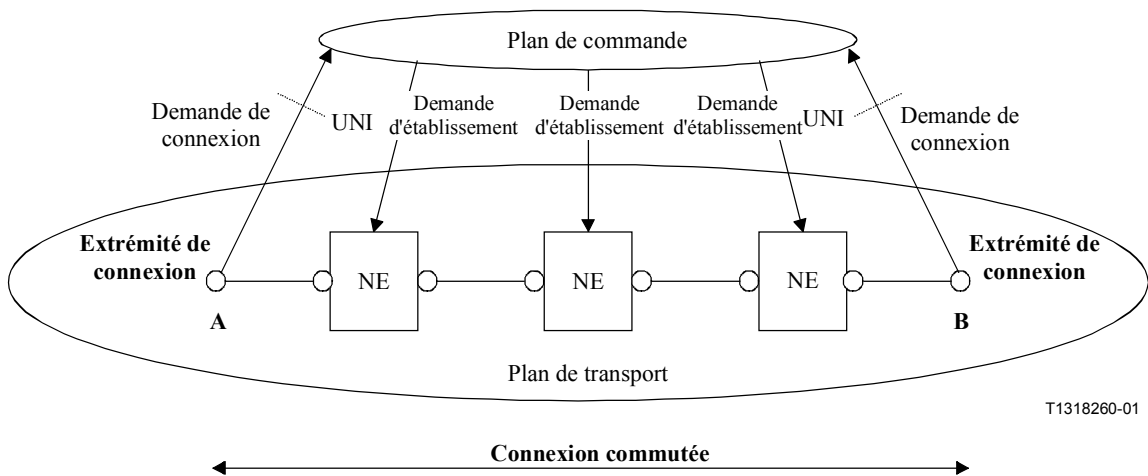 Plan de commande
Demande de
connexion
UNI
Demande
d'établissement
Demande
d'établissement
Demande
d'établissement
UNI
Demande de
connexion
Extrémité de
connexion
NE
NE
NE
Extrémité de
connexion
A
B
Plan de transport
T1318260-01
Connexion commutée